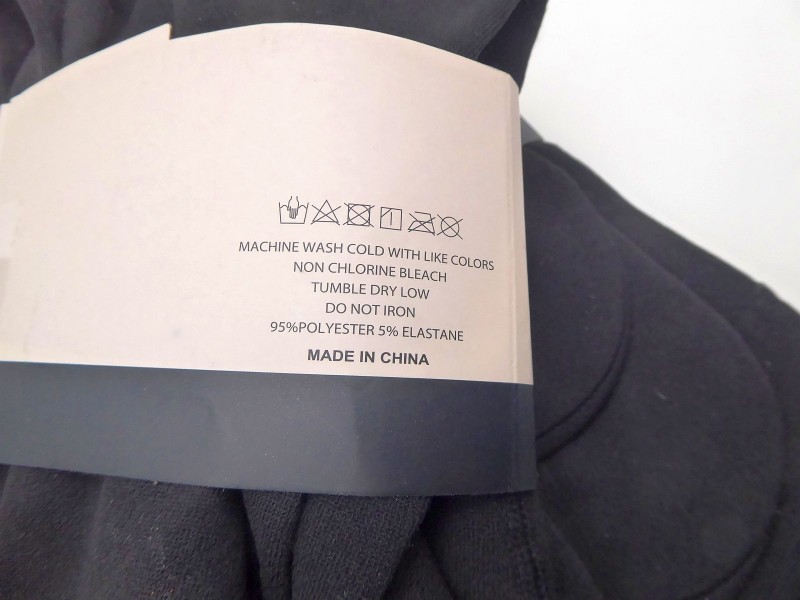 MACHINE WASH COLD WITH LIKE COLORS
NON CHLORINE BLEACH
TUMBLE DRY LOW
DO NOT IRON
95%POLYESTER 5% ELASTANE
MADE IN CHINA